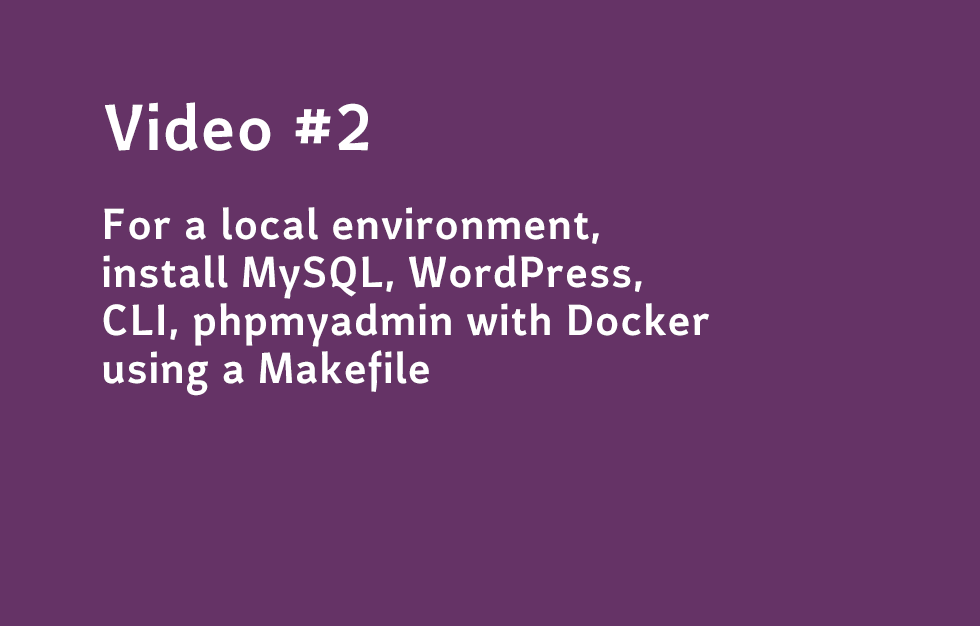 Video #2
For a local environment,
install MySQL, WordPress,
CLI, phpmyadmin with Docker
using a Makefile